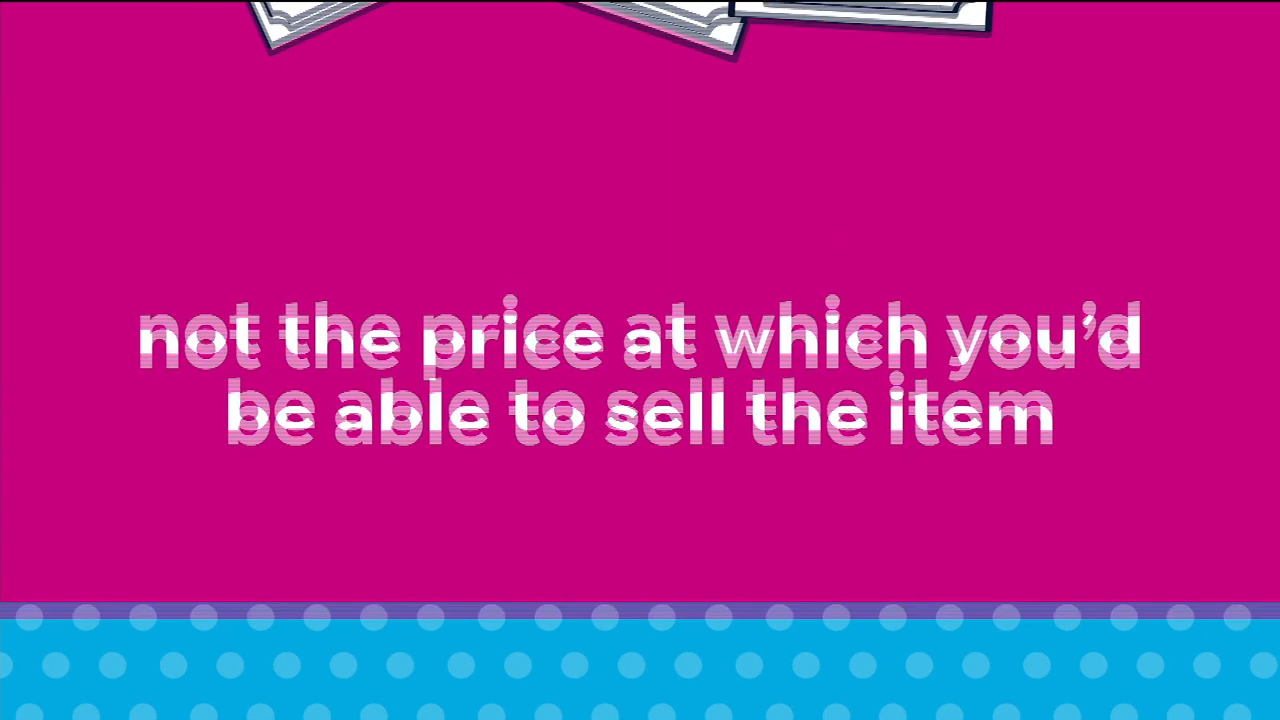 not the price at which you’d
be able to sell the item